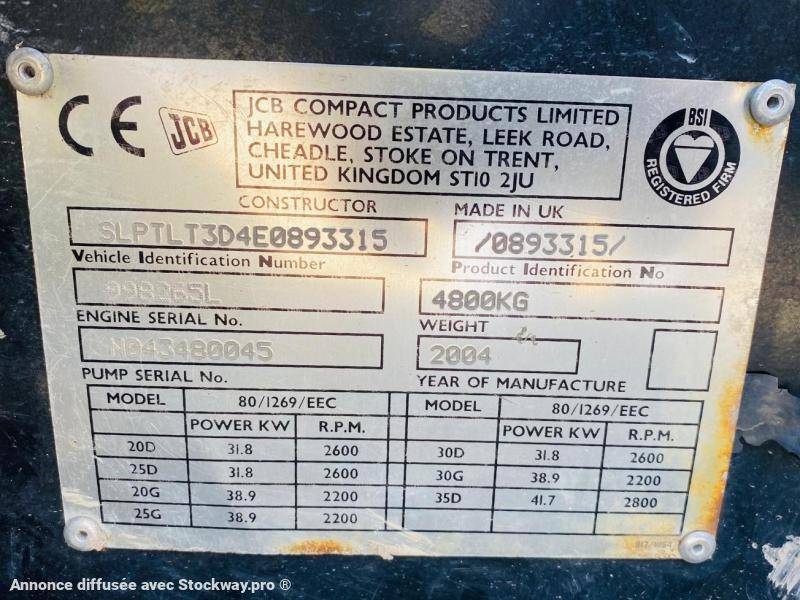 CE
JCB
JCB COMPACT PRODUCTS LIMITED
HAREWOOD ESTATE, LEEK ROAD,
CHEADLE, STOKE ON TRENT,
UNITED KINGDOM ST10 2JU
BSI
REGISTERED FIRM
CONSTRUCTOR
MADE IN UK
SLPTLT3D4E0893315
/0893315/
Vehicle Identification Number
Product Identification No
4800KG
ENGINE SERIAL No.
WEIGHT
N043480045
2004
PUMP SERIAL No.
YEAR OF MANUFACTURE
MODEL 80/1269/EEC MODEL 80/1269/EEC
POWER KW R.P.M. POWER KW R.P.M.
20D 31.8 2600 30D 31.8 2600
25D 31.8 2600 30G 38.9 2200
20G 38.9 2200 35D 41.7 2800
25G 38.9 2200
Annonce diffusée avec Stockway.pro ®